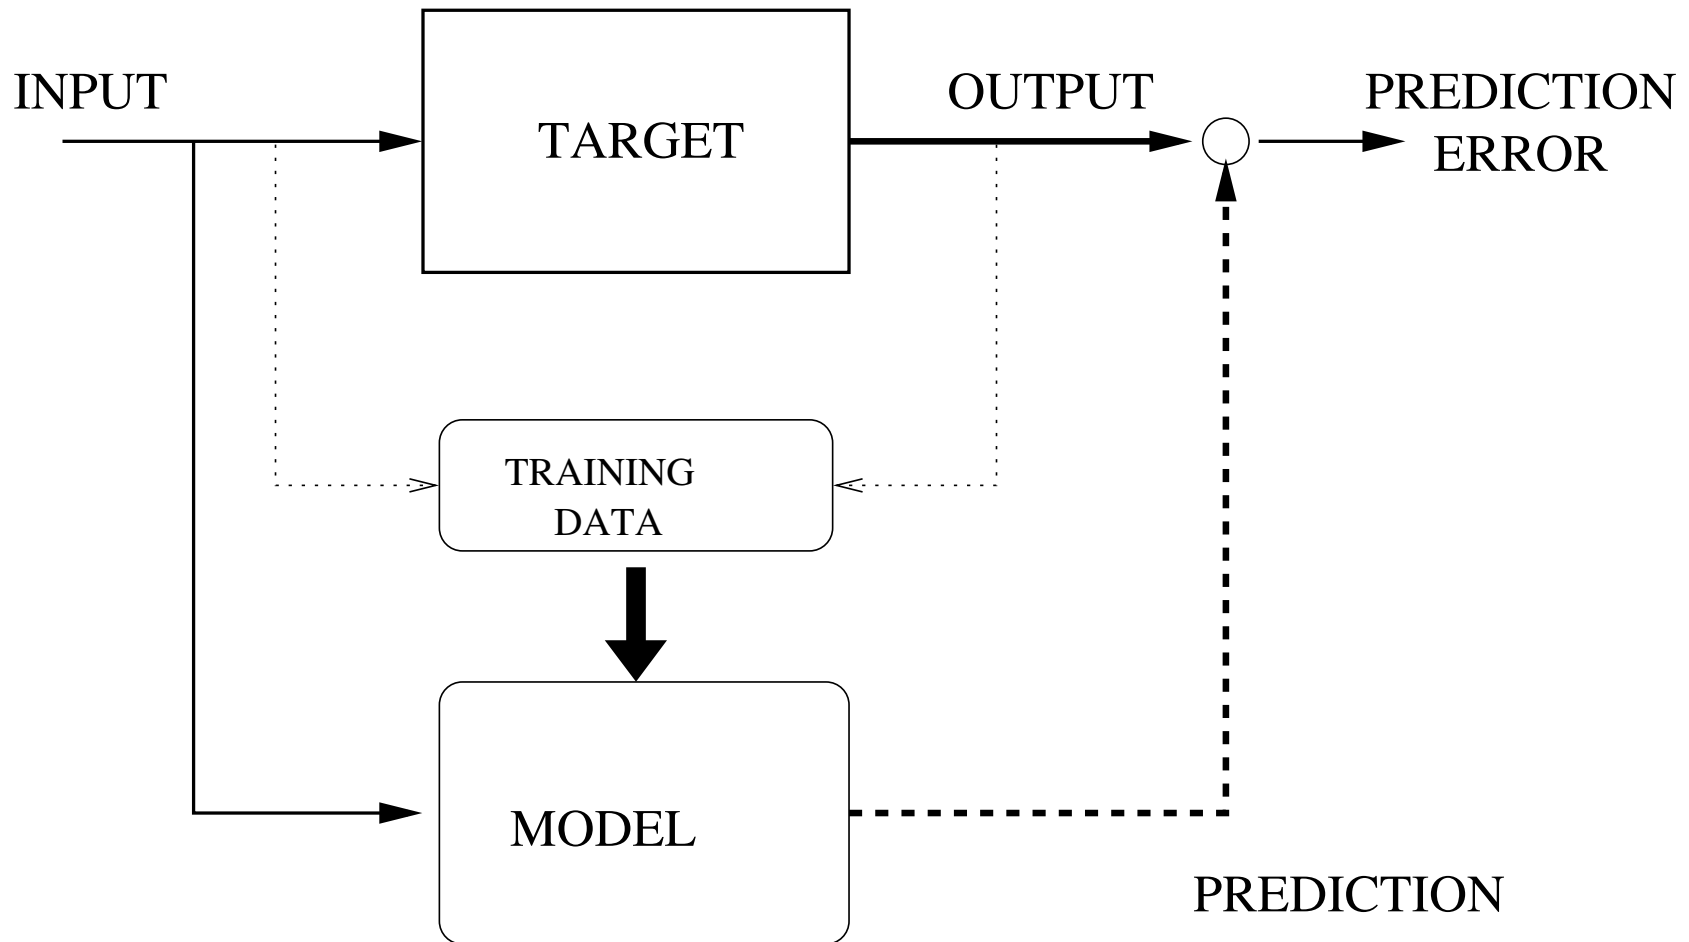 INPUT
TARGET
OUTPUT
PREDICTION
ERROR
TRAINING
DATA
MODEL
PREDICTION